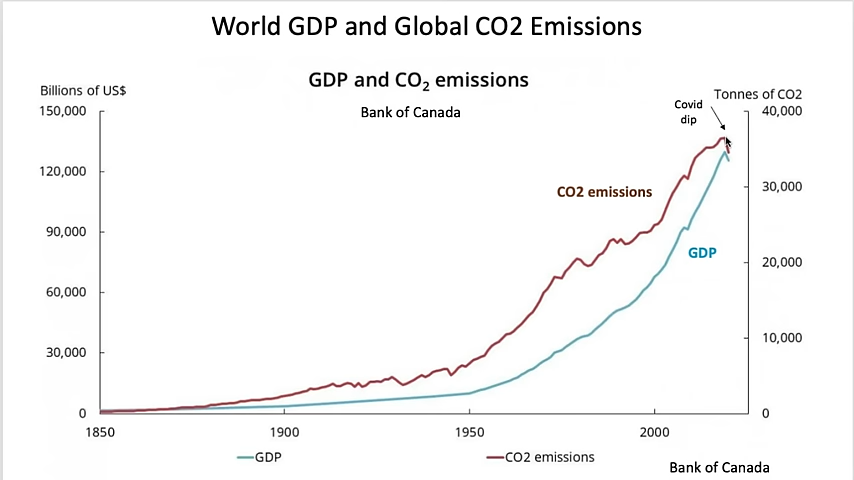 World GDP and Global CO2 Emissions
GDP and CO₂ emissions
Billions of US$
Tonnes of CO2
Bank of Canada
Covid
dip
150,000
40,000
120,000
30,000
CO2 emissions
90,000
GDP
20,000
60,000
10,000
30,000
0
0
1850
1900
1950
2000
GDP
CO2 emissions
Bank of Canada